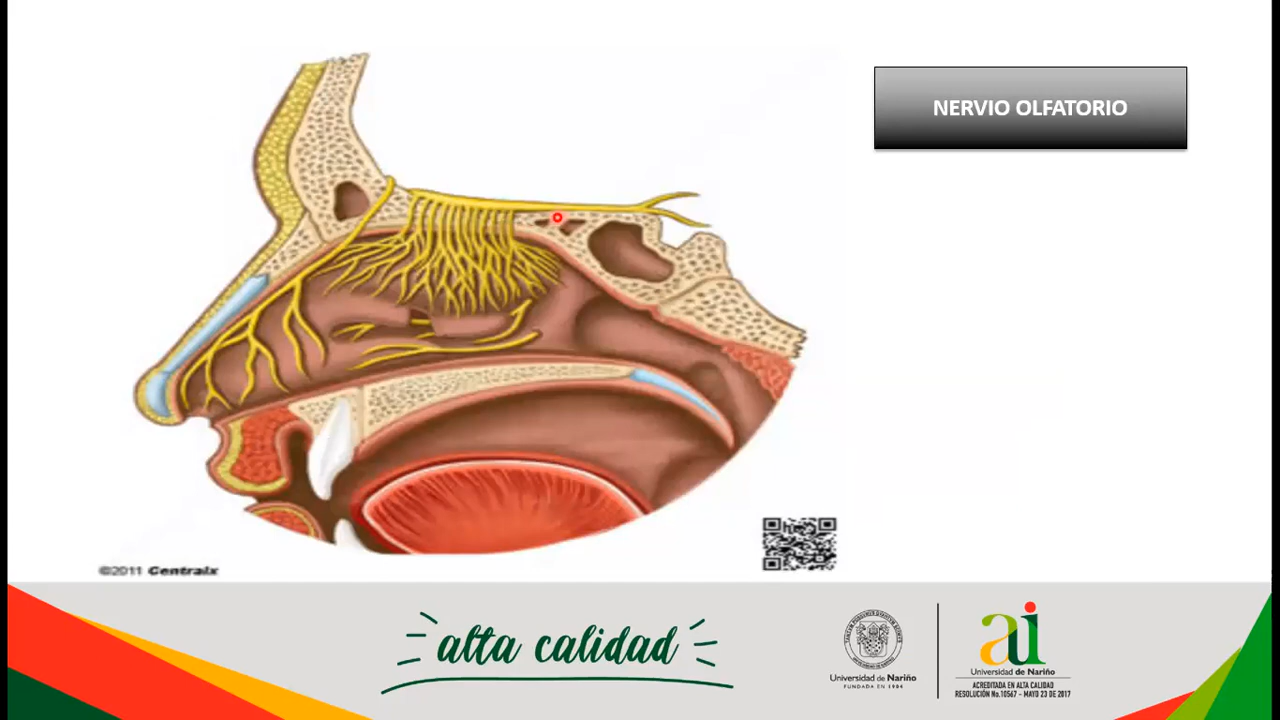 NERVIO OLFATORIO
©2011 Centralx
alta calidad
Universidad de Nariño
FUNDADA EN 1904
ai
Universidad de Nariño
ACREDITADA EN ALTA CALIDAD
RESOLUCIÓN No.10567 - MAYO 23 DE 2017